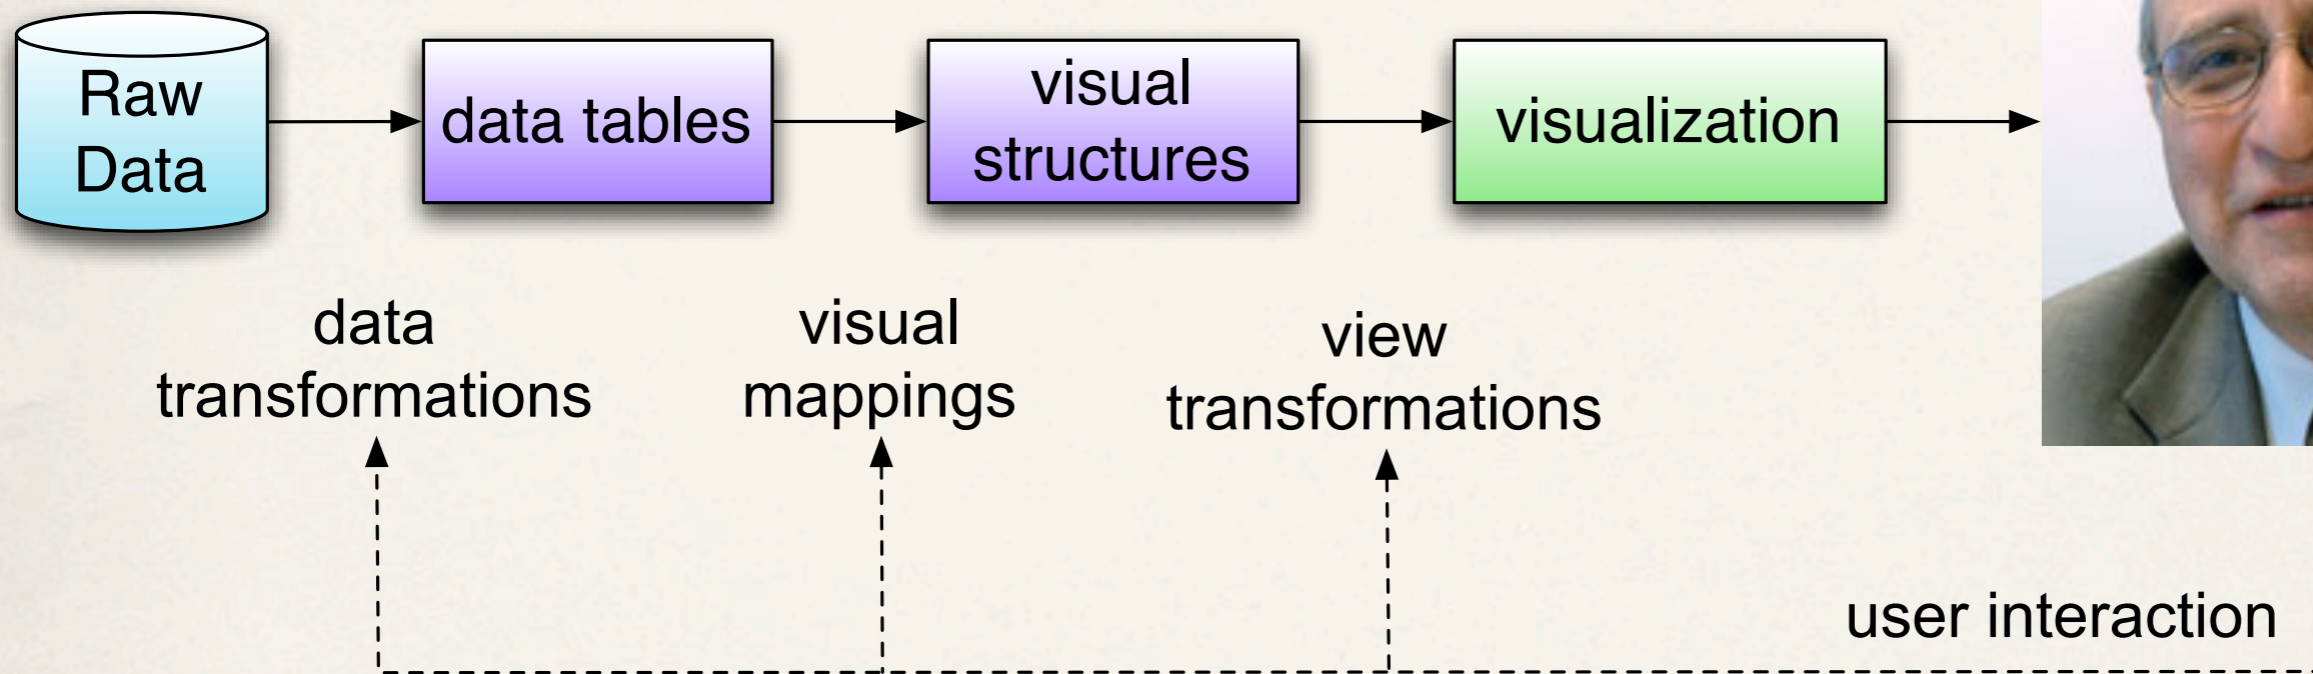 Raw
Data
data tables
visual
structures
visualization
data
transformations
visual
mappings
view
transformations
user interaction